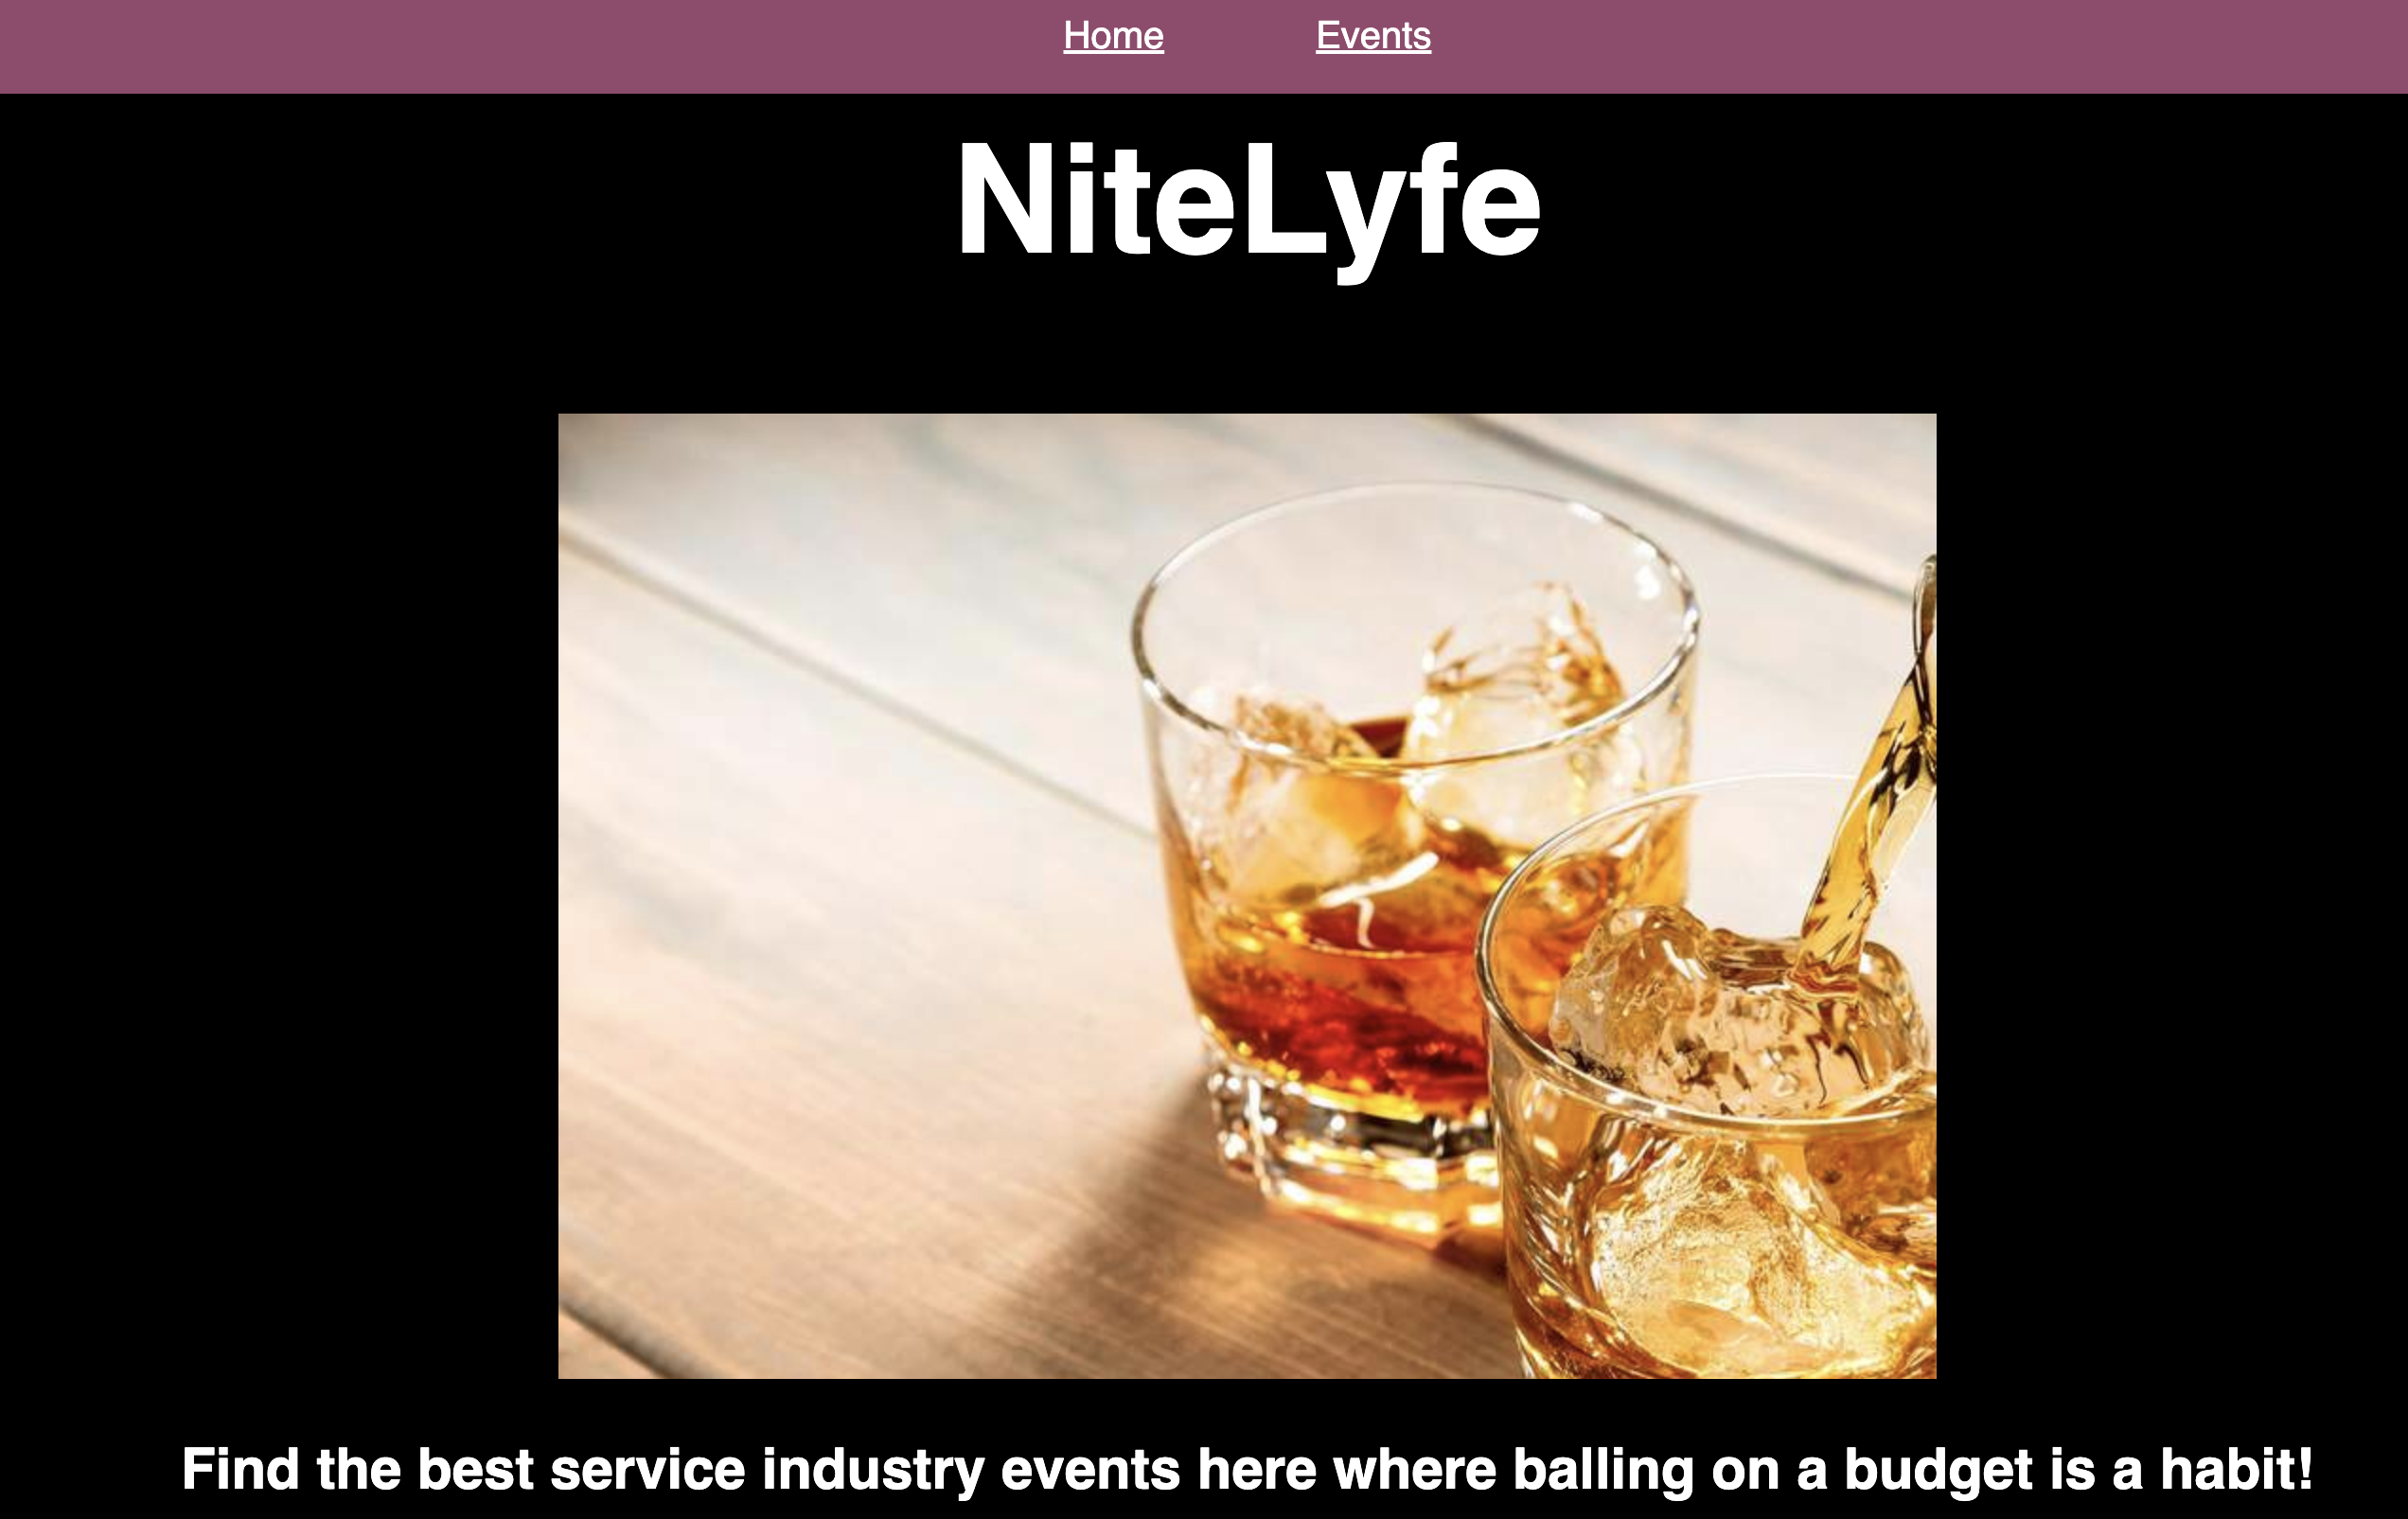 Home Events
NiteLyfe
Find the best service industry events here where balling on a budget is a habit!